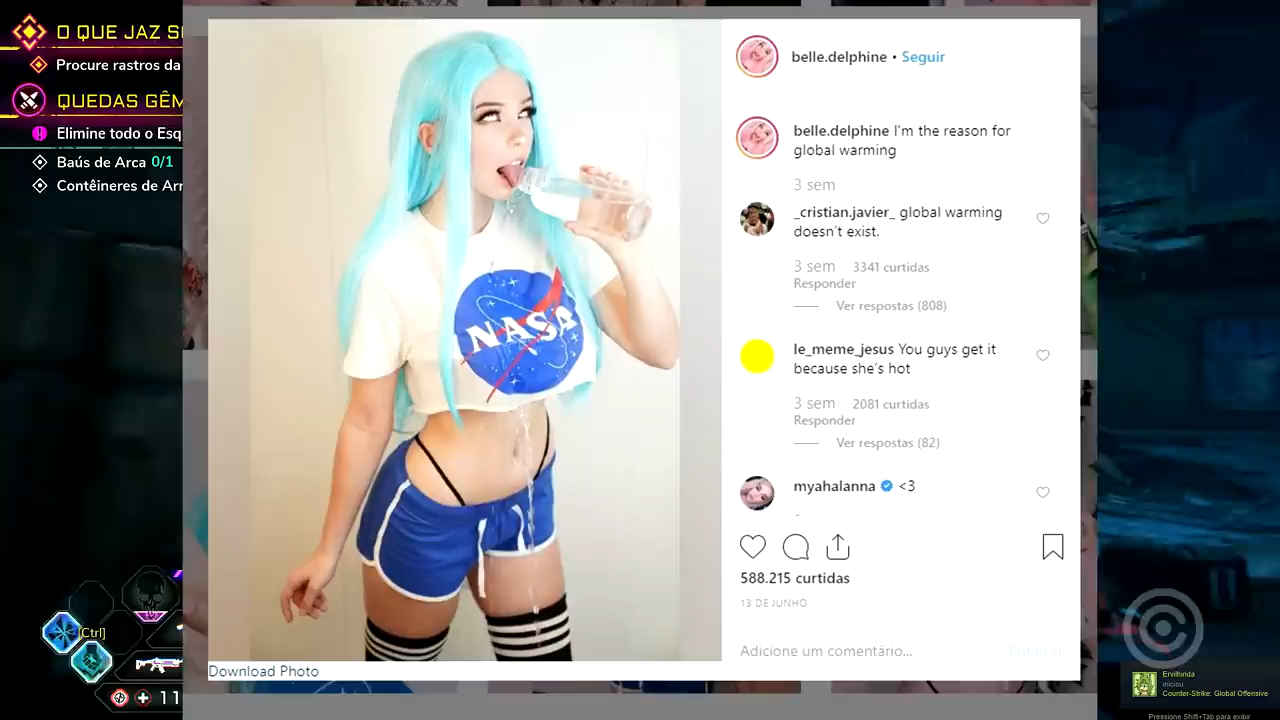 O QUE JAZ S
Procure rastros da
QUEDAS GÊM
Elimine todo o Esq
Baús de Arca 0/1
Contêineres de Arr
[Ctrl]
11
NASA
Download Photo
belle.delphine • Seguir
belle.delphine I'm the reason for
global warming
3 sem
_cristian.javier_ global warming
doesn´t exist.
3 sem 3341 curtidas
Responder
Ver respostas (808)
le_meme_jesus You guys get it
because she's hot
3 sem 2081 curtidas
Responder
Ver respostas (82)
myahalanna <3
588.215 curtidas
13 DE JUNHO
Adicione um comentário...
Publicar
Ervilhinda
iniciou
Counter-Strike: Global Offensive
Pressione Shift+Tab para exibir